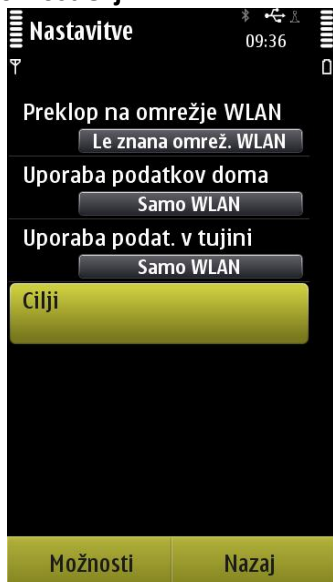 Nastavitve
09:36
Preklop na omrežje WLAN
Le znana omrež. WLAN
Uporaba podatkov doma
Samo WLAN
Uporaba podat. v tujini
Samo WLAN
Cilji
Možnosti
Nazaj